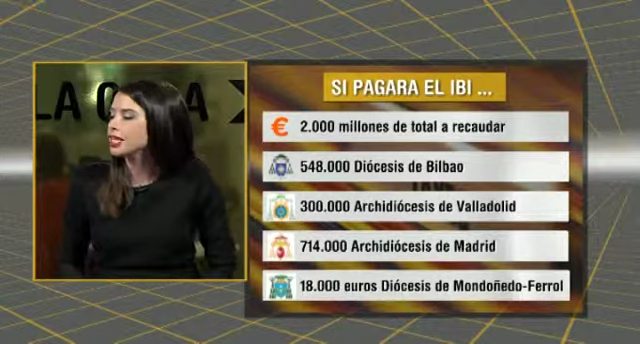 SI PAGARA EL IBI ...
€ 2.000 millones de total a recaudar
548.000 Diócesis de Bilbao
300.000 Archidiócesis de Valladolid
714.000 Archidiócesis de Madrid
18.000 euros Diócesis de Mondoñedo-Ferrol